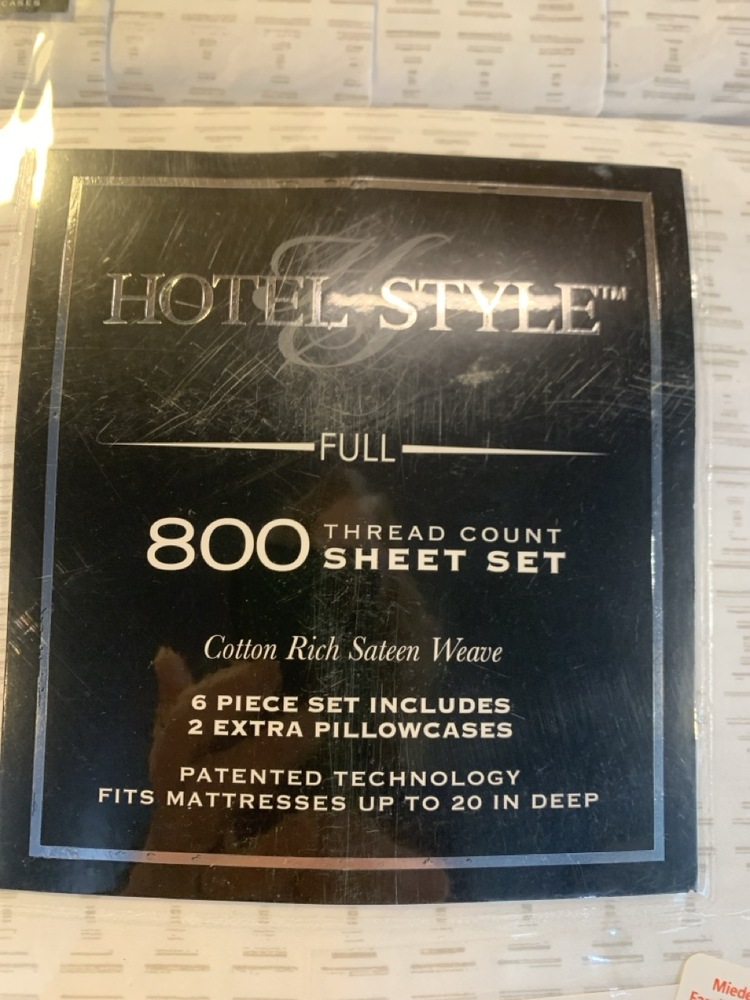 CASES
HOTEL STYLE™
FULL
800 THREAD COUNT
SHEET SET
Cotton Rich Sateen Weave
6 PIECE SET INCLUDES
2 EXTRA PILLOWCASES
PATENTED TECHNOLOGY
FITS MATTRESSES UP TO 20 IN DEEP